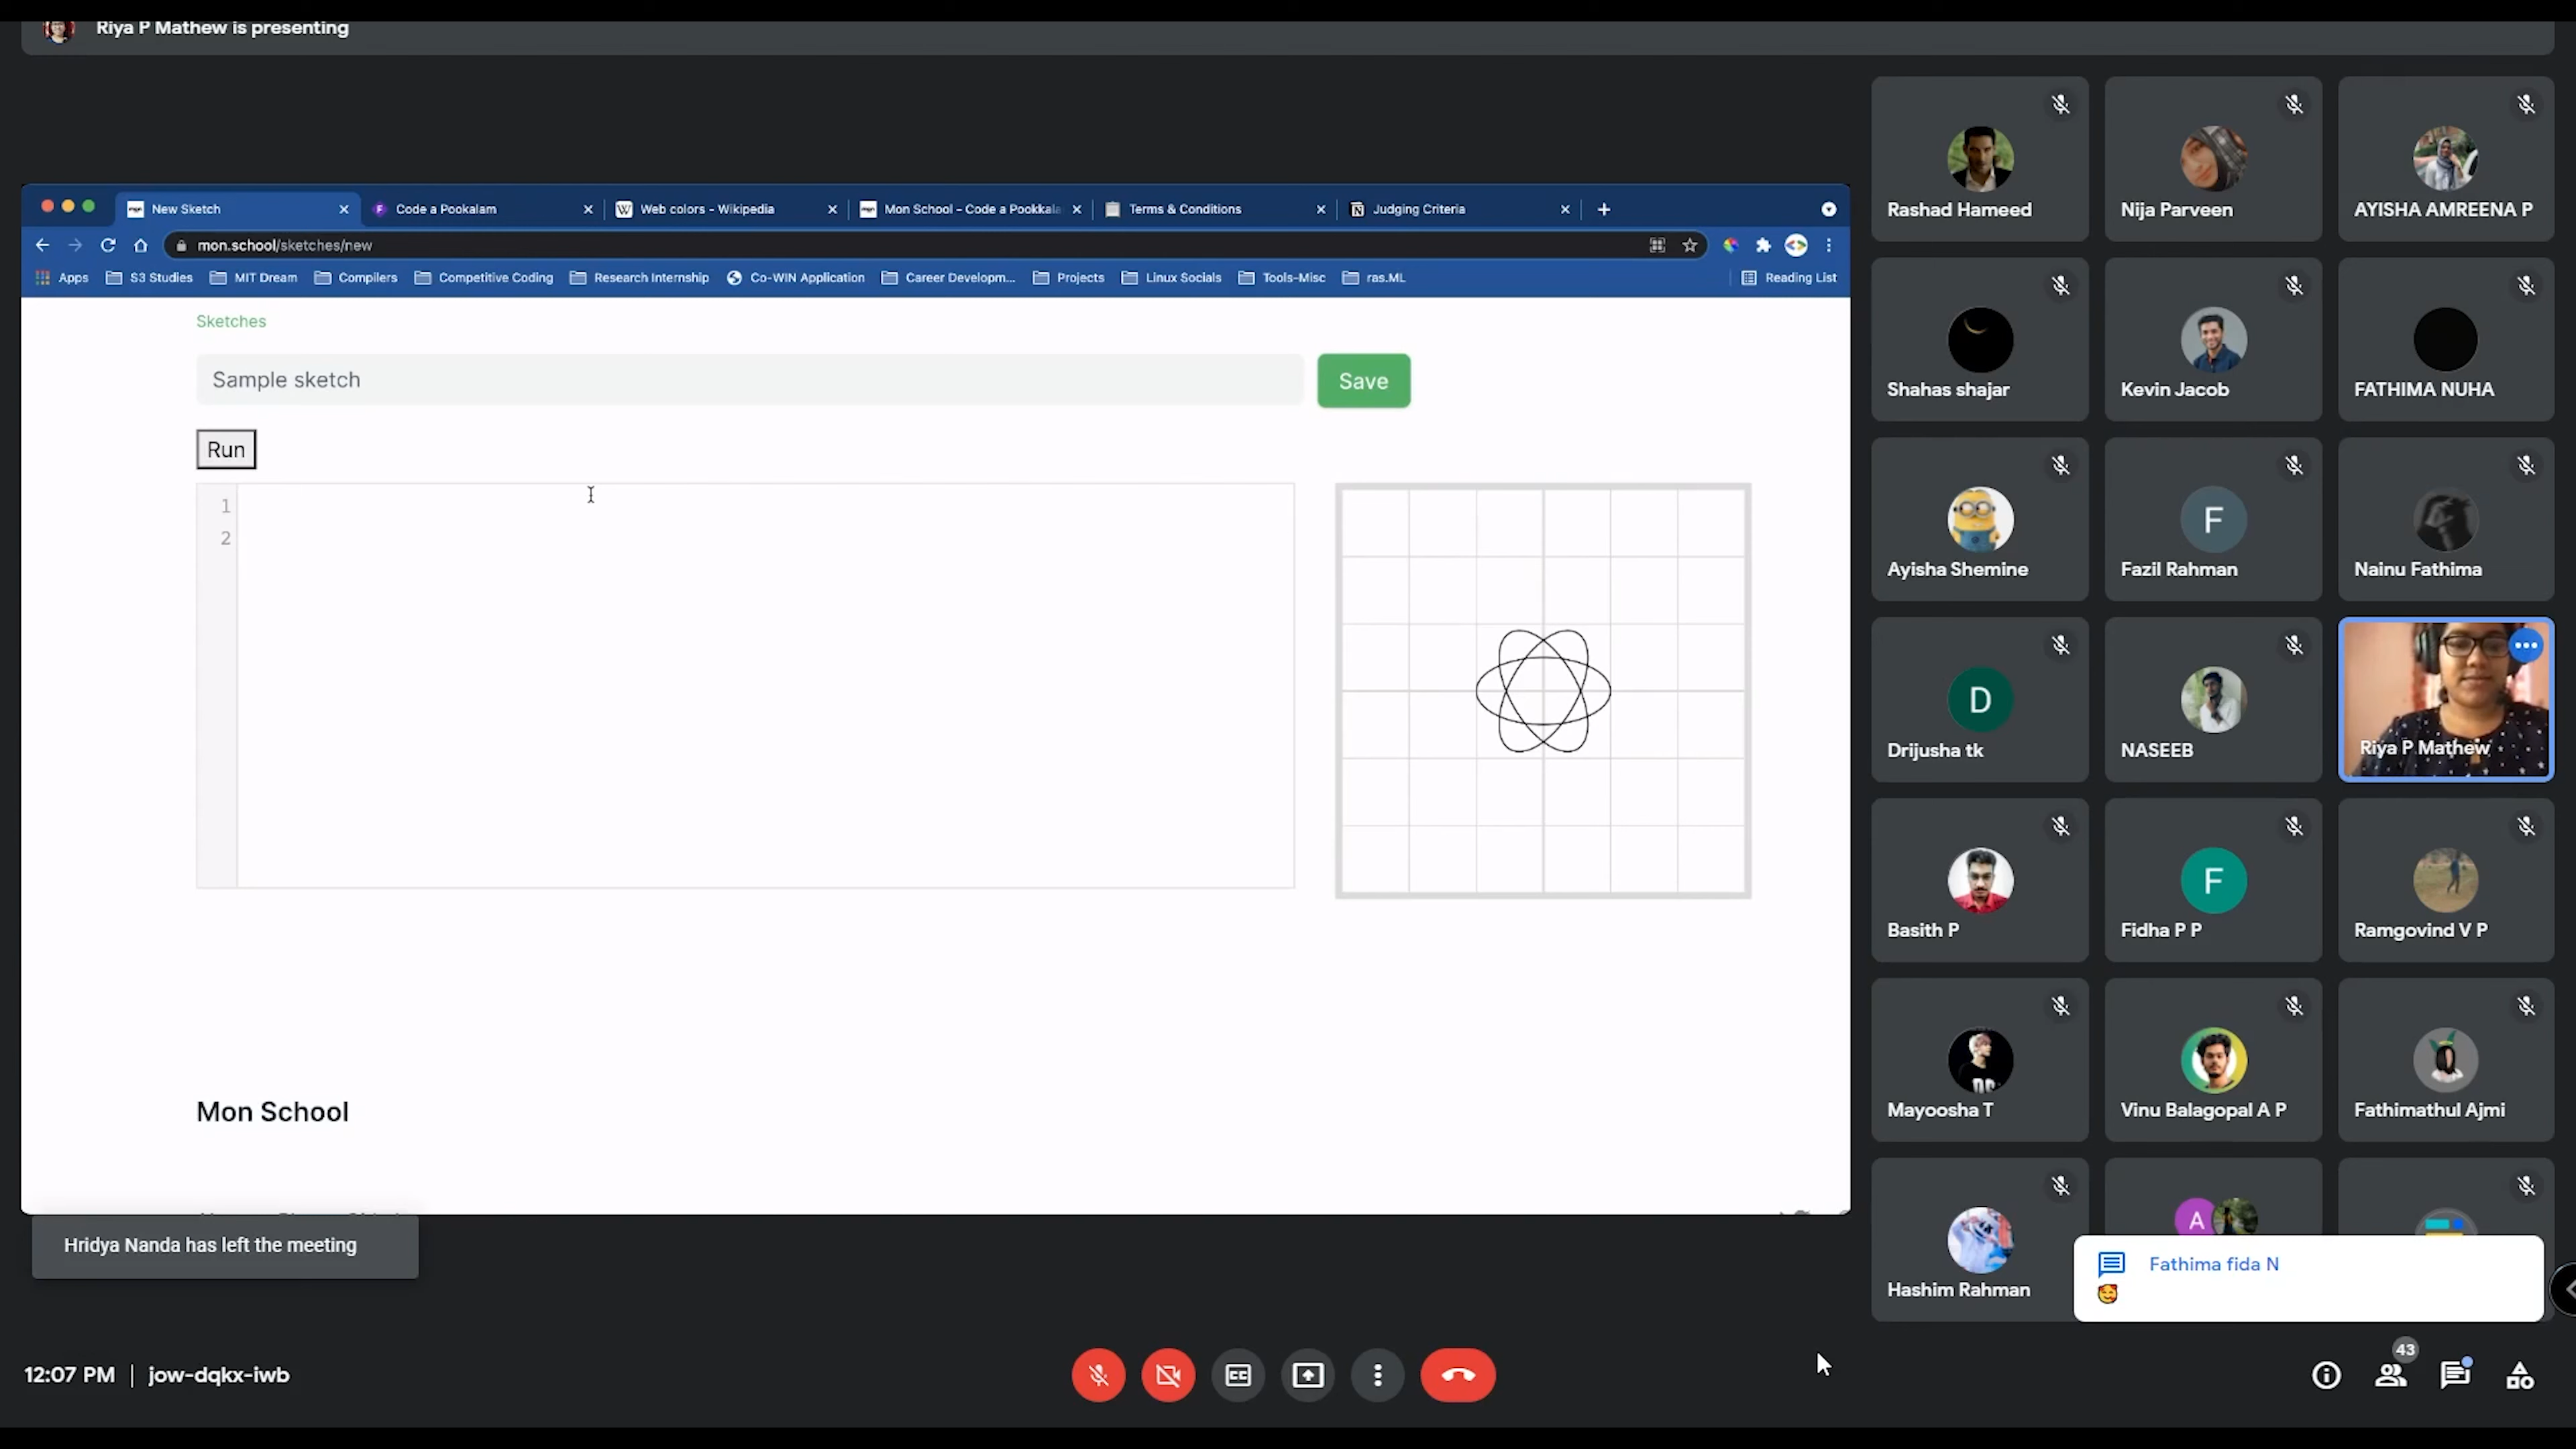 Riya P Mathew is presenting
New Sketch
Code a Pookalam
Web colors - Wikipedia
Mon School - Code a Pookkala
Terms & Conditions
Judging Criteria
mon.school/sketches/new
Apps
S3 Studies
MIT Dream
Compilers
Competitive Coding
Research Internship
Co-WIN Application
Career Developm...
Projects
Linux Socials
Tools-Misc
ras.ML
Reading List
Sketches
Sample sketch
Save
Run
1
2
Mon School
Hridya Nanda has left the meeting
Rashad Hameed
Nija Parveen
AYISHA AMREENA P
Shahas shajar
Kevin Jacob
FATHIMA NUHA
Ayisha Shemine
F
Fazil Rahman
Nainu Fathima
D
Drijusha tk
NASEEB
Riya P Mathew
Basith P
F
Fidha P P
Ramgovind V P
Mayoosha T
Vinu Balagopal A P
Fathimathul Ajmi
Hashim Rahman
A
Fathima fida N
12:07 PM
jow-dqkx-iwb
43